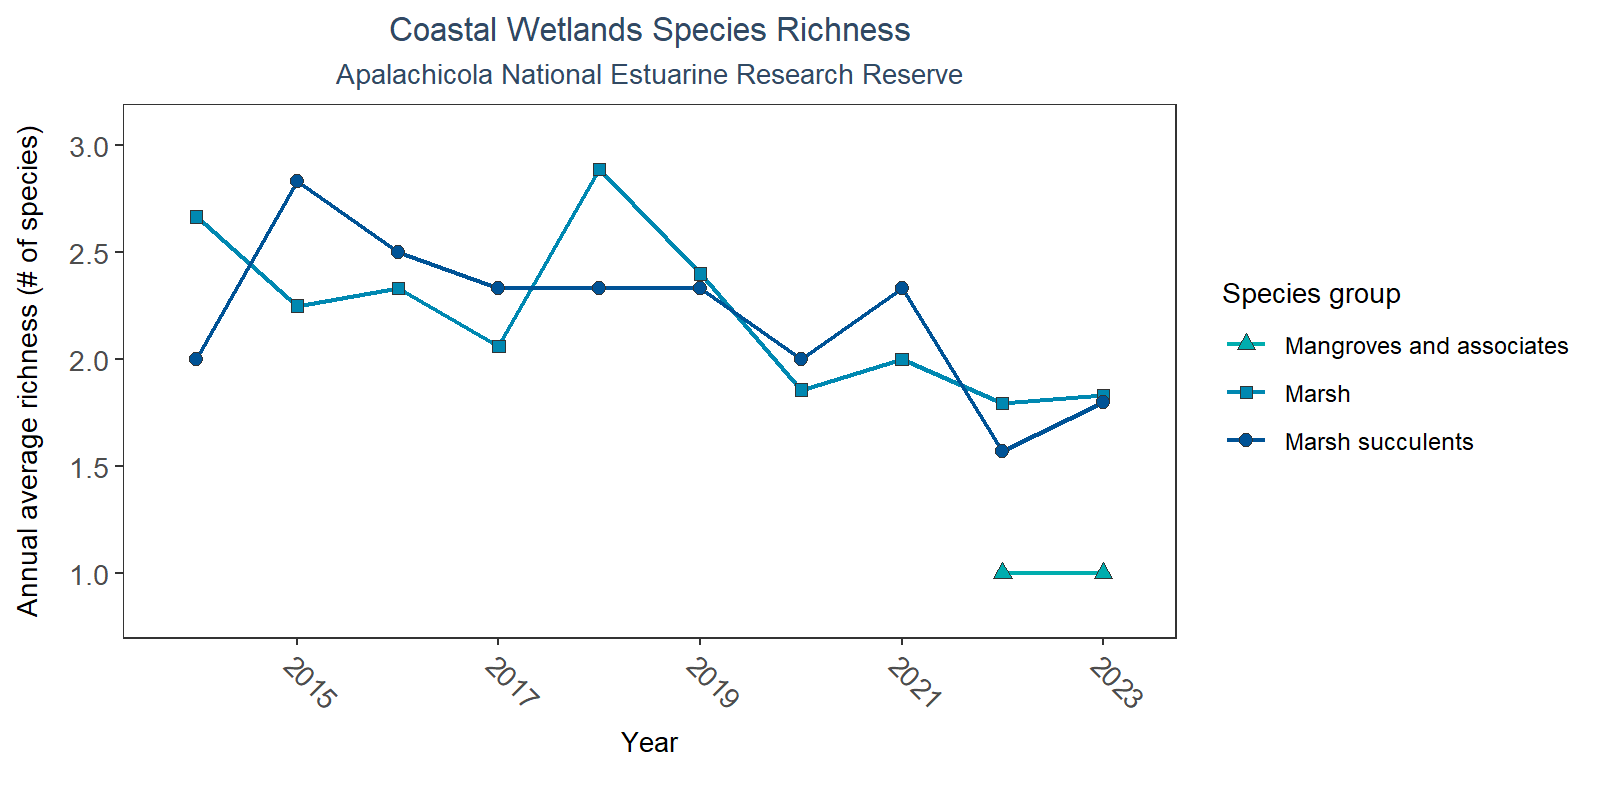 Coastal Wetlands Species Richness
Apalachicola National Estuarine Research Reserve
Annual average richness (# of species)
3.0
2.5
2.0
1.5
1.0
2015
2017
2019
2021
2023
Year
Species group
Mangroves and associates
Marsh
Marsh succulents